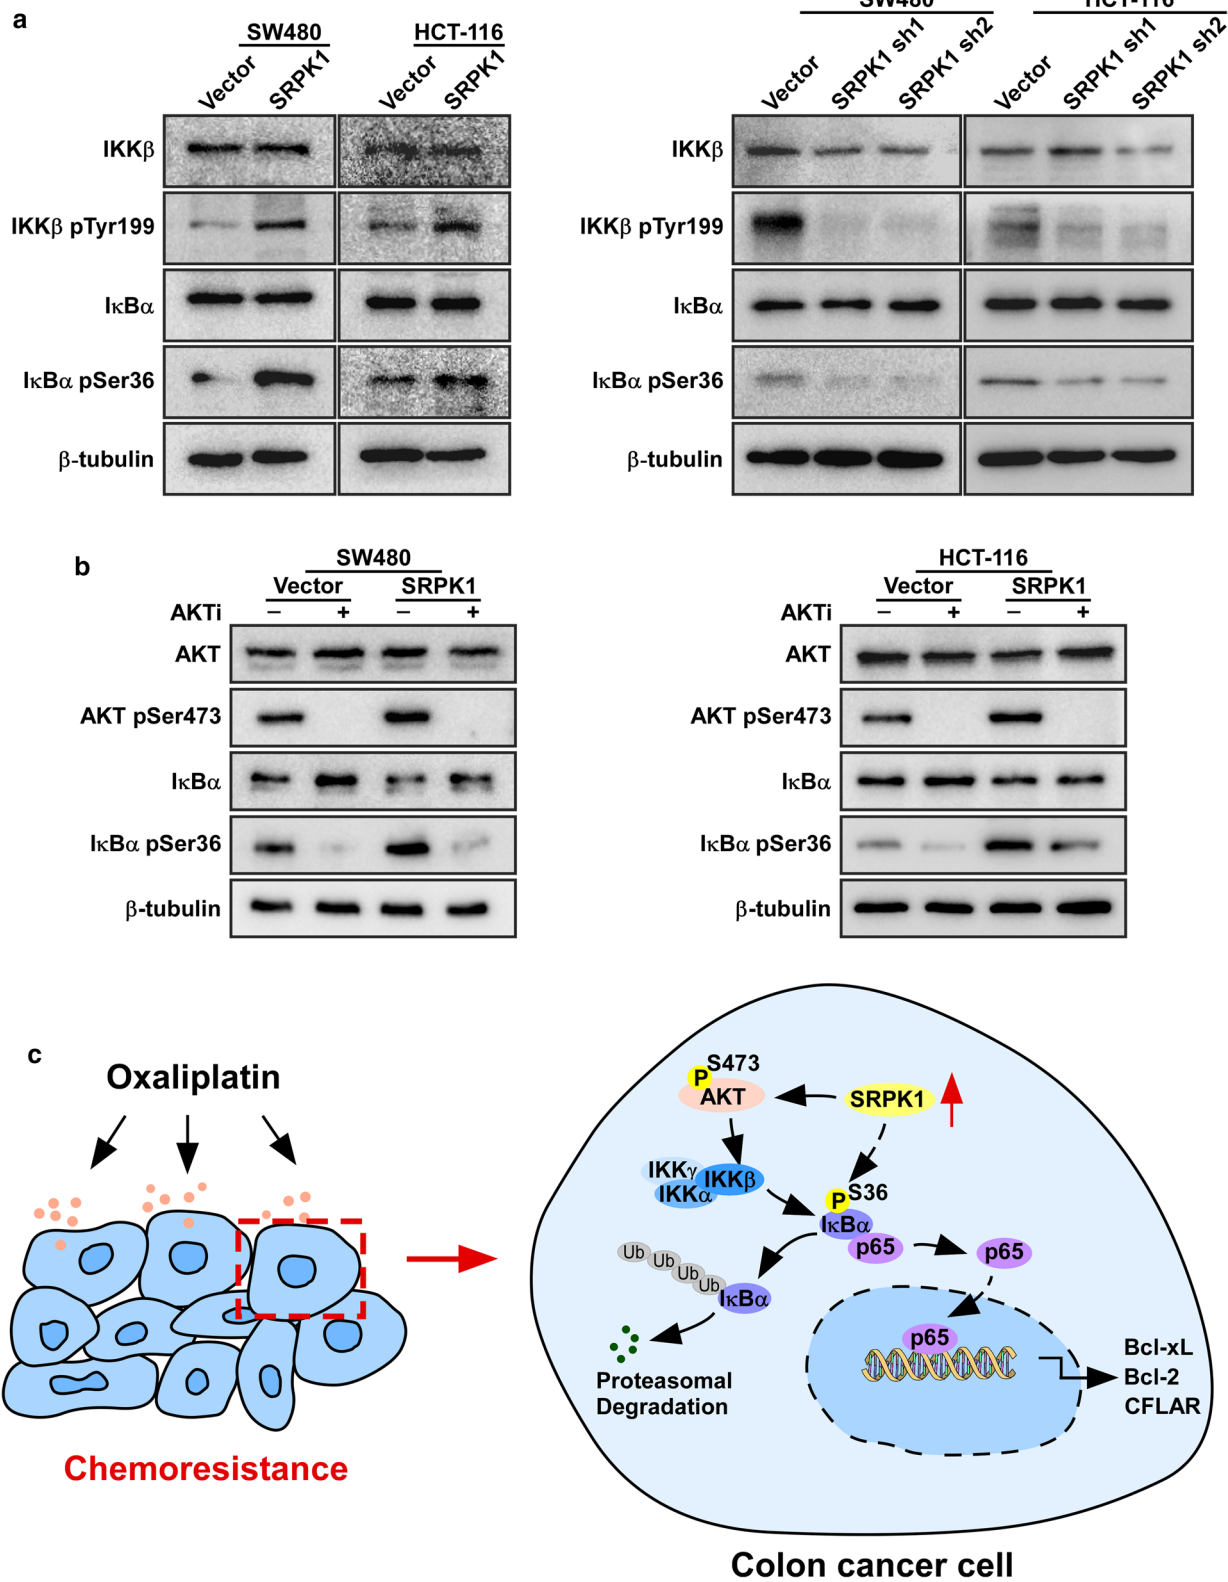 a
SW480
HCT-116
SW480
HCT-116
Vector
SRPK1
Vector
SRPK1
Vector
SRPK1 sh1
SRPK1 sh2
Vector
SRPK1 sh1
SRPK1 sh2
IKKβ
IKKβ pTyr199
IκBα
IκBα pSer36
β-tubulin
IKKβ
IKKβ pTyr199
IκBα
IκBα pSer36
β-tubulin
b
SW480
Vector SRPK1
AKTi − + − +
AKT
AKT pSer473
IκBα
IκBα pSer36
β-tubulin
HCT-116
Vector SRPK1
AKTi − + − +
AKT
AKT pSer473
IκBα
IκBα pSer36
β-tubulin
c
Oxaliplatin
Chemoresistance
P S473
AKT
SRPK1
IKKγ
IKKβ
IKKα
P S36
IκBα
p65
p65
Ub Ub Ub Ub
IκBα
Proteasomal
Degradation
p65
Bcl-xL
Bcl-2
CFLAR
Colon cancer cell